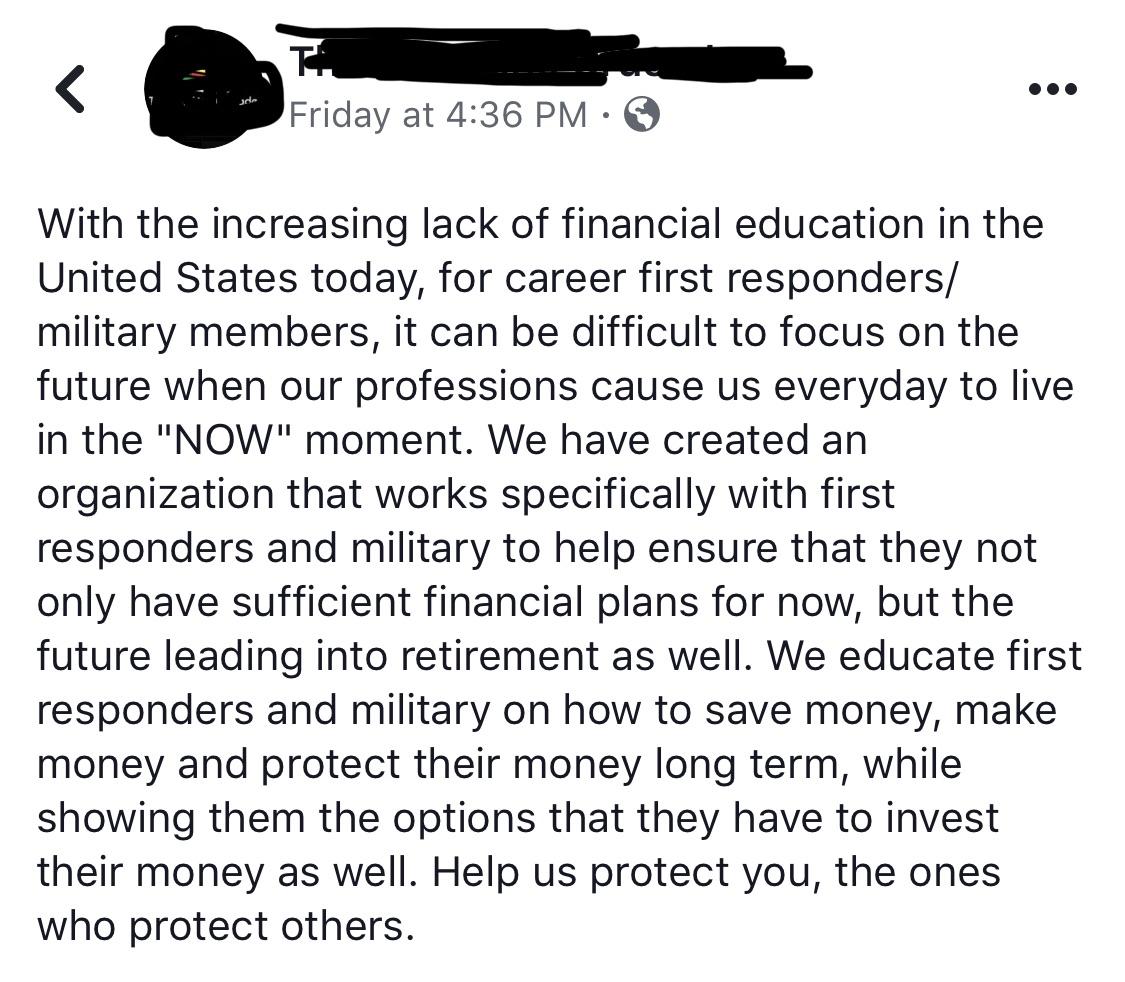 Friday at 4:36 PM ·
With the increasing lack of financial education in the
United States today, for career first responders/
military members, it can be difficult to focus on the
future when our professions cause us everyday to live
in the "NOW" moment. We have created an
organization that works specifically with first
responders and military to help ensure that they not
only have sufficient financial plans for now, but the
future leading into retirement as well. We educate first
responders and military on how to save money, make
money and protect their money long term, while
showing them the options that they have to invest
their money as well. Help us protect you, the ones
who protect others.